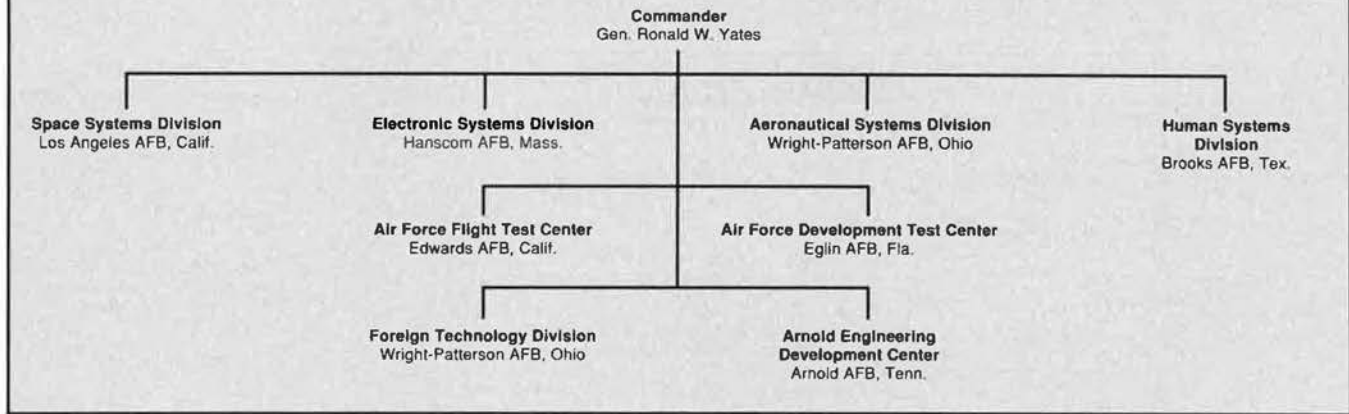 Commander
Gen. Ronald W. Yates
Space Systems Division
Los Angeles AFB, Calif.
Electronic Systems Division
Hanscom AFB, Mass.
Aeronautical Systems Division
Wright-Patterson AFB, Ohio
Human Systems
Division
Brooks AFB, Tex.
Air Force Flight Test Center
Edwards AFB, Calif.
Air Force Development Test Center
Eglin AFB, Fla.
Foreign Technology Division
Wright-Patterson AFB, Ohio
Arnold Engineering
Development Center
Arnold AFB, Tenn.